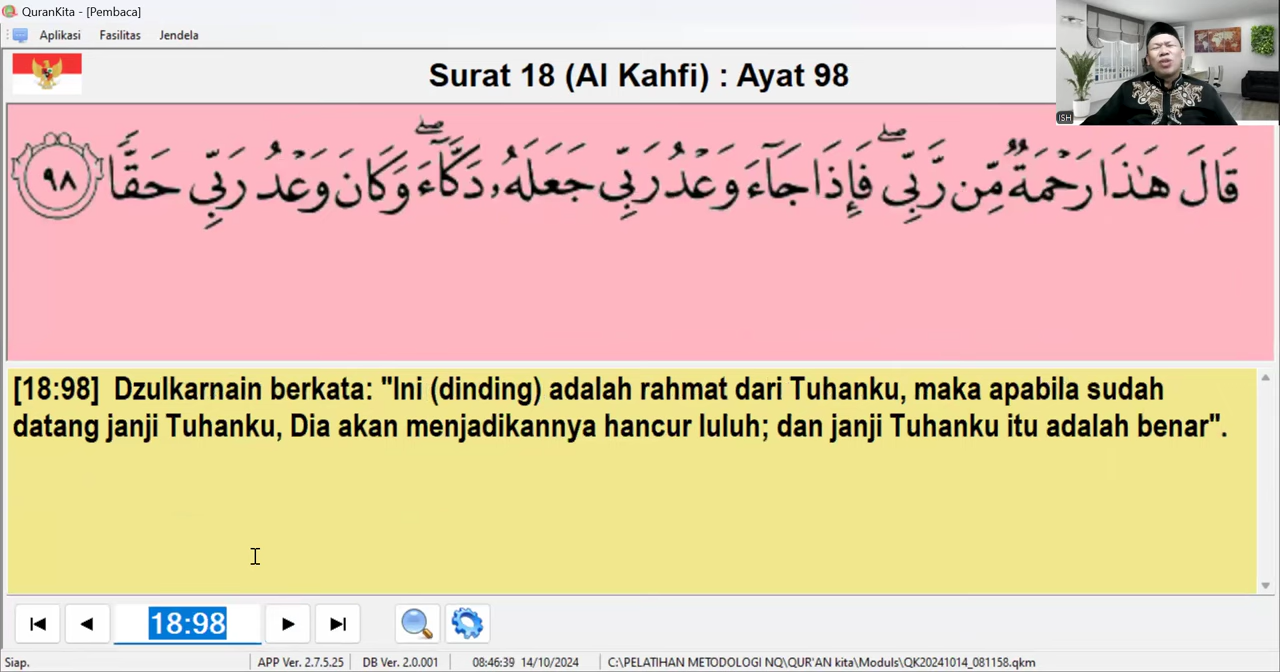 QuranKita - [Pembaca]
Aplikasi Fasilitas Jendela
Surat 18 (Al Kahfi) : Ayat 98
ISH
قَالَ هَٰذَا رَحۡمَةٞ مِّن رَّبِّيۖ فَإِذَا جَآءَ وَعۡدُ رَبِّي جَعَلَهُۥ دَكَّآءَۖ وَكَانَ وَعۡدُ رَبِّي حَقّٗا ٩٨
[18:98] Dzulkarnain berkata: "Ini (dinding) adalah rahmat dari Tuhanku, maka apabila sudah
datang janji Tuhanku, Dia akan menjadikannya hancur luluh; dan janji Tuhanku itu adalah benar".
18:98
Siap. APP Ver. 2.7.5.25 DB Ver. 2.0.001 08:46:39 14/10/2024 C:\PELATIHAN METODOLOGI NQ\QUR'AN kita\Moduls\QK20241014_081158.qkm